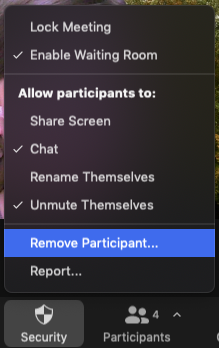 Lock Meeting
✓ Enable Waiting Room
Allow participants to:
Share Screen
✓ Chat
Rename Themselves
✓ Unmute Themselves
Remove Participant...
Report...
4
Security
Participants